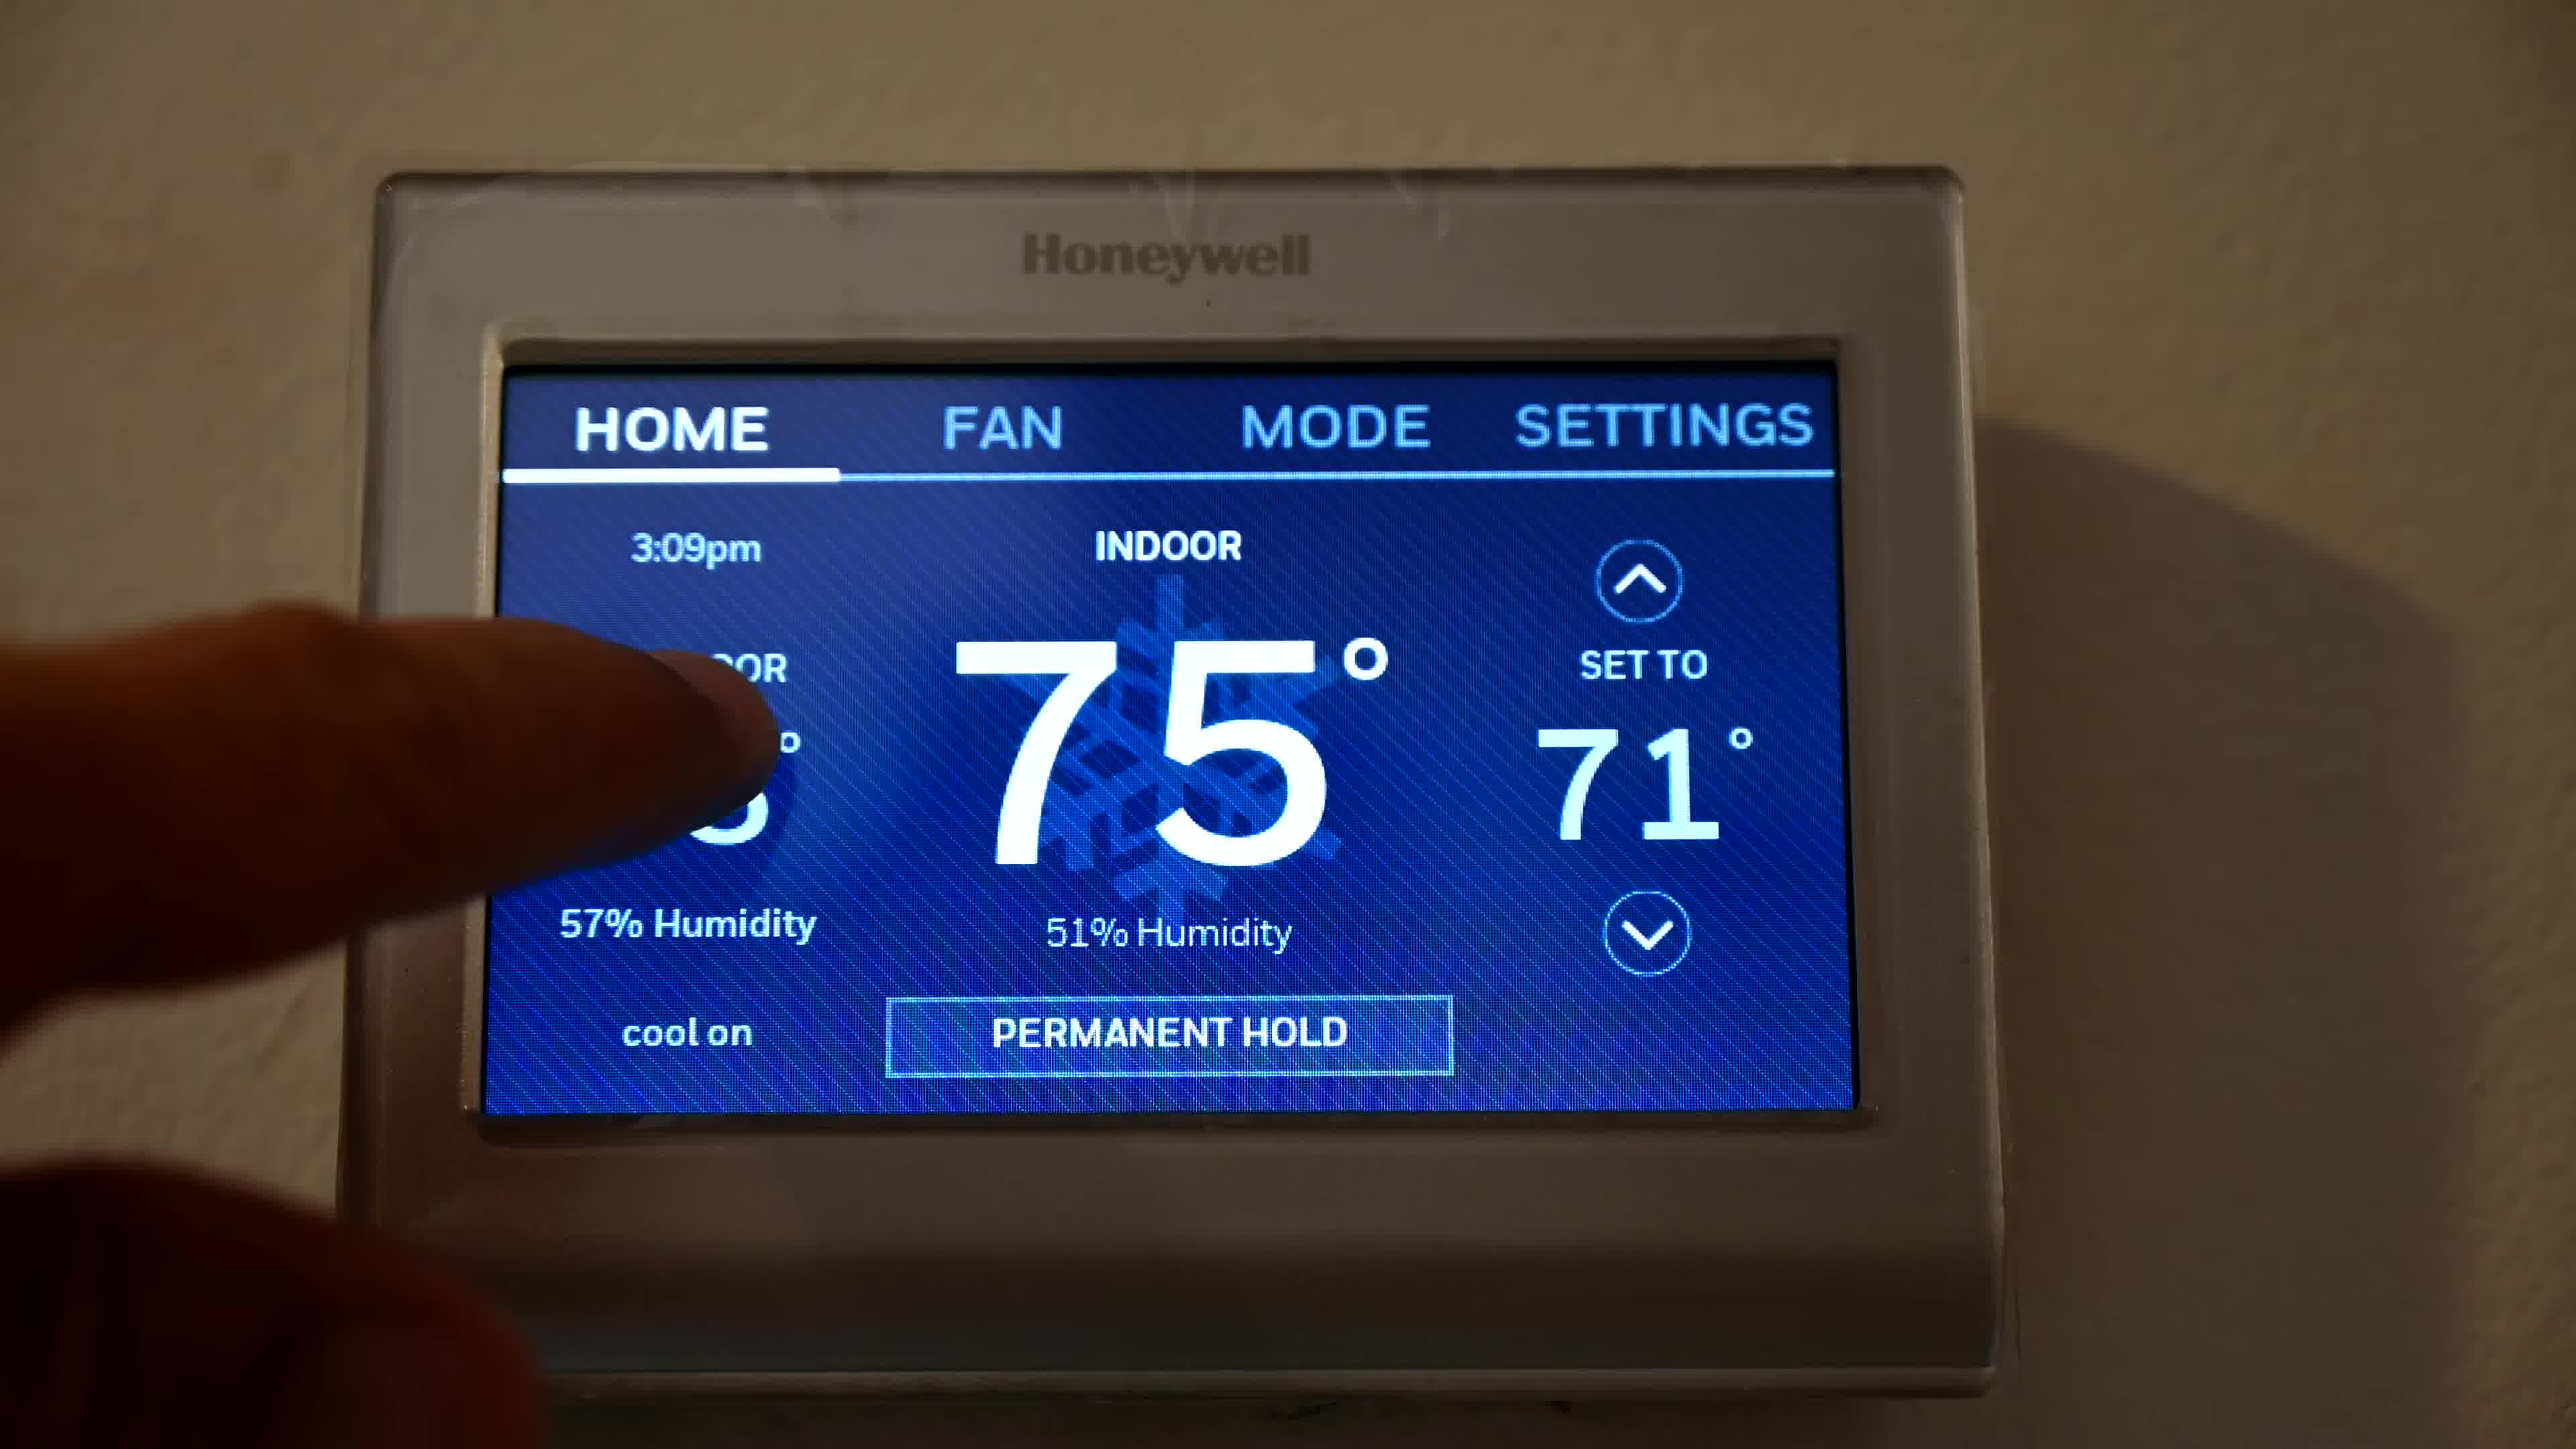 Honeywell
HOME FAN MODE SETTINGS
3:09pm
INDOOR
75°
51% Humidity
SET TO
71°
57% Humidity
cool on
PERMANENT HOLD